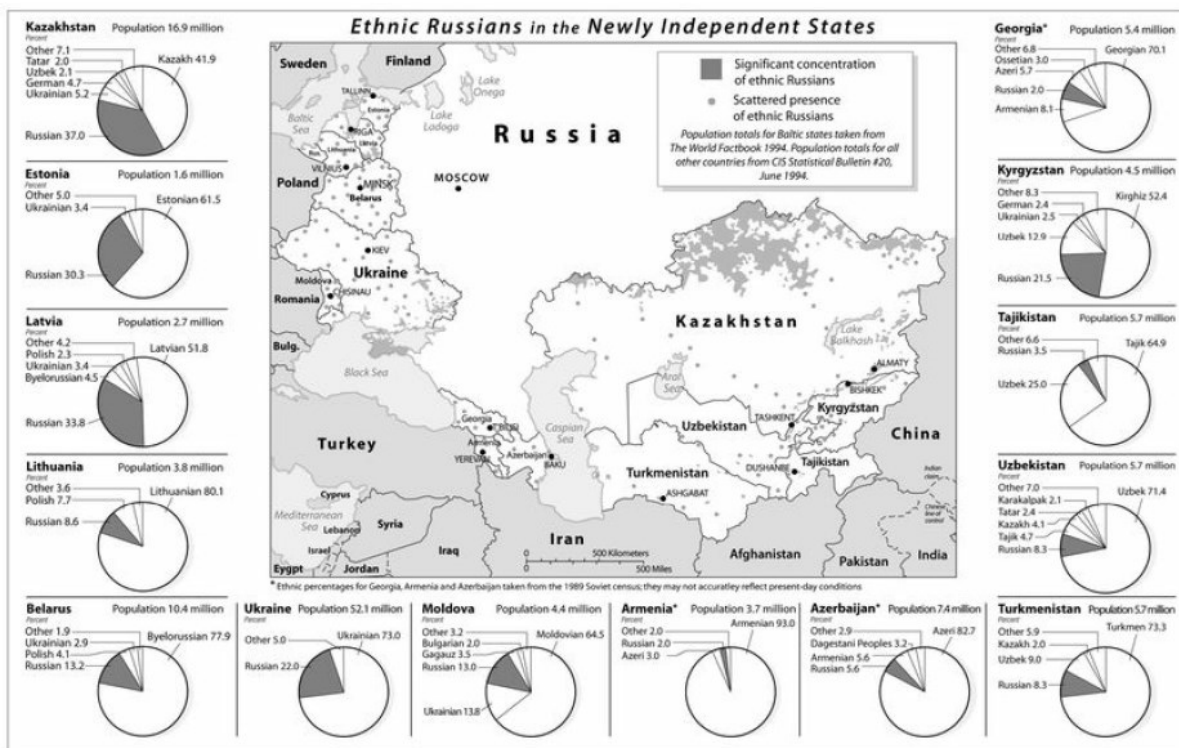 Ethnic Russians in the Newly Independent States
Kazakhstan Population 16.9 million
Percent
Other 7.1
Tatar 2.0
Uzbek 2.1
German 4.7
Ukrainian 5.2
Russian 37.0
Kazakh 41.9
Estonia Population 1.6 million
Percent
Other 5.0
Ukrainian 3.4
Russian 30.3
Estonian 61.5
Latvia Population 2.7 million
Percent
Other 4.2
Polish 2.3
Ukrainian 3.4
Byelorussian 4.5
Russian 33.8
Latvian 51.8
Lithuania Population 3.8 million
Percent
Other 3.6
Polish 7.7
Russian 8.6
Lithuanian 80.1
Sweden
Finland
TALLINN
Estonia
Baltic
Sea
RIGA
Latvia
Lithuania
Rus.
VILNIUS
Lake
Onega
Lake
Ladoga
Russia
MOSCOW
Poland
MINSK
Belarus
KIEV
Ukraine
Moldova
CHISINAU
Romania
Bulg.
Black Sea
Significant concentration
of ethnic Russians
Scattered presence
of ethnic Russians
Population totals for Baltic states taken from
The World Factbook 1994. Population totals for all
other countries from CIS Statistical Bulletin #20,
June 1994.
Kazakhstan
Lake
Balkhash
ALMATY
BISHKEK
Aral
Sea
Kyrgyzstan
TASHKENT
Uzbekistan
China
Turkey
Georgia
TBILISI
Armenia
YEREVAN
Azerbaijan
BAKU
Caspian
Sea
Turkmenistan
ASHGABAT
DUSHANBE
Tajikistan
Cyprus
Mediterranean
Sea
Lebanon
Syria
Israel
Eygpt
Jordan
Iraq
Iran
0 500 Kilometers
0 500 Miles
Afghanistan
Pakistan
India
Indian
claim
Chinese
line of
control
* Ethnic percentages for Georgia, Armenia and Azerbaijan taken from the 1989 Soviet census; they may not accuratley reflect present-day conditions
Georgia* Population 5.4 million
Percent
Other 6.8
Ossetian 3.0
Azeri 5.7
Russian 2.0
Armenian 8.1
Georgian 70.1
Kyrgyzstan Population 4.5 million
Percent
Other 8.3
German 2.4
Ukrainian 2.5
Uzbek 12.9
Russian 21.5
Kirghiz 52.4
Tajikistan Population 5.7 million
Percent
Other 6.6
Russian 3.5
Uzbek 25.0
Tajik 64.9
Uzbekistan Population 5.7 million
Percent
Other 7.0
Karakalpak 2.1
Tatar 2.4
Kazakh 4.1
Tajik 4.7
Russian 8.3
Uzbek 71.4
Belarus Population 10.4 million
Percent
Other 1.9
Ukrainian 2.9
Polish 4.1
Russian 13.2
Byelorussian 77.9
Ukraine Population 52.1 million
Percent
Other 5.0
Russian 22.0
Ukrainian 73.0
Moldova Population 4.4 million
Percent
Other 3.2
Bulgarian 2.0
Gagauz 3.5
Russian 13.0
Ukrainian 13.8
Moldovian 64.5
Armenia* Population 3.7 million
Percent
Other 2.0
Russian 2.0
Azeri 3.0
Armenian 93.0
Azerbaijan* Population 7.4 million
Percent
Other 2.9
Dagestani Peoples 3.2
Armenian 5.6
Russian 5.6
Azeri 82.7
Turkmenistan Population 5.7 million
Percent
Other 5.9
Kazakh 2.0
Uzbek 9.0
Russian 8.3
Turkmen 73.3